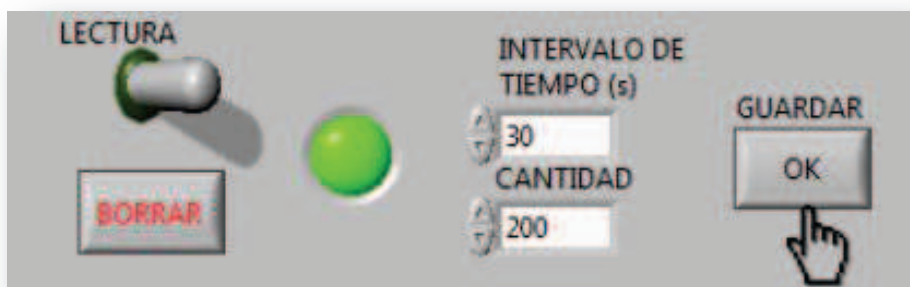 LECTURA
BORRAR
INTERVALO DE
TIEMPO (s)
30
CANTIDAD
200
GUARDAR
OK